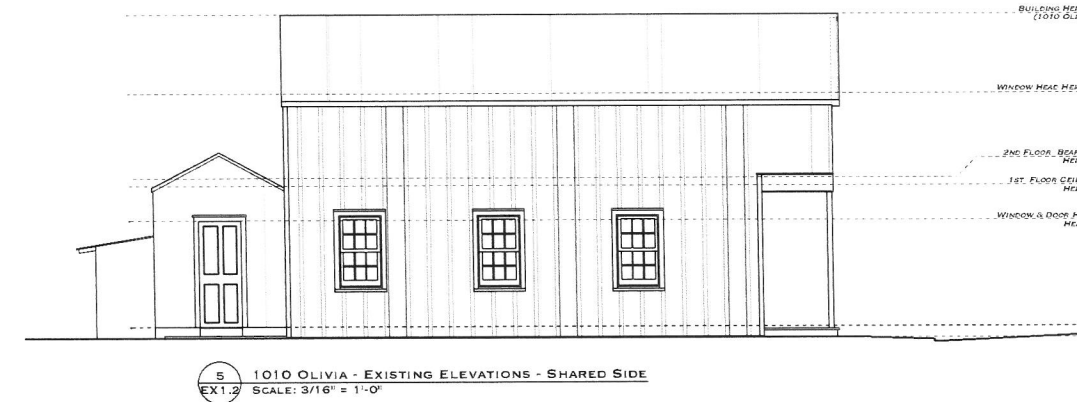 BUILDING HE
(1010 OLI
WINDOW HEAD HE
2ND FLOOR BEA
HE
1ST. FLOOR CEI
HE
WINDOW & DOOR H
HE
5 1010 OLIVIA - EXISTING ELEVATIONS - SHARED SIDE
EX1.2 SCALE: 3/16" = 1'-0"